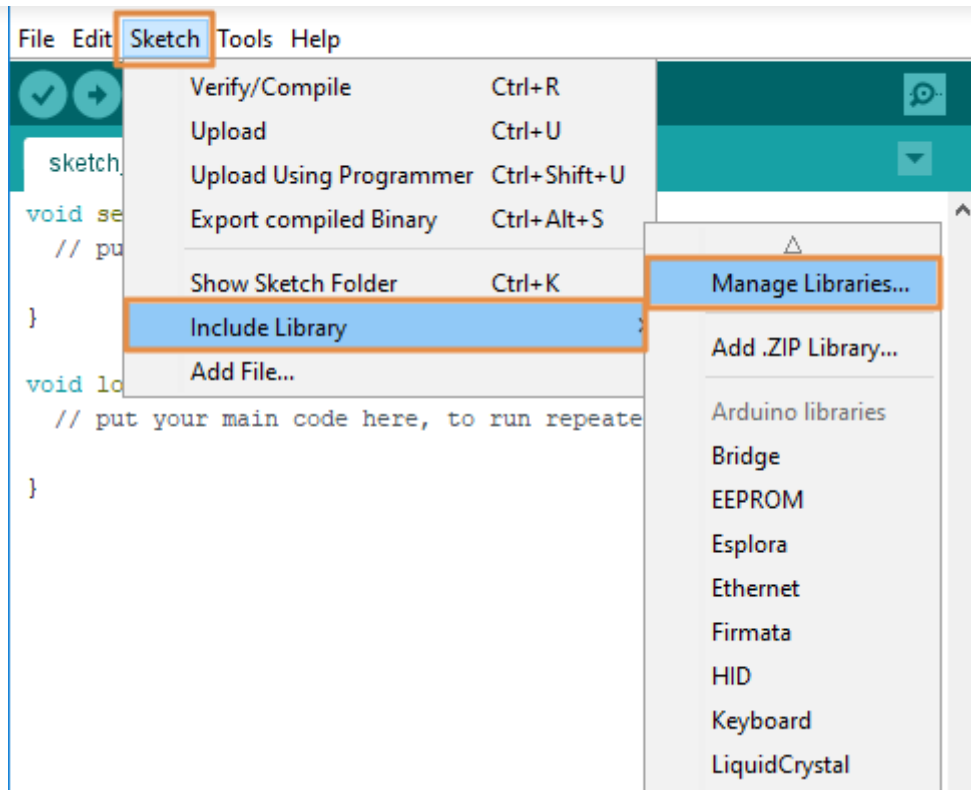 File Edit Sketch Tools Help
Verify/Compile Ctrl+R
Upload Ctrl+U
Upload Using Programmer Ctrl+Shift+U
Export compiled Binary Ctrl+Alt+S
Show Sketch Folder Ctrl+K
Include Library
Add File...
sketch_
void se
// pu
}
void lo
// put your main code here, to run repeate
}
Manage Libraries...
Add .ZIP Library...
Arduino libraries
Bridge
EEPROM
Esplora
Ethernet
Firmata
HID
Keyboard
LiquidCrystal